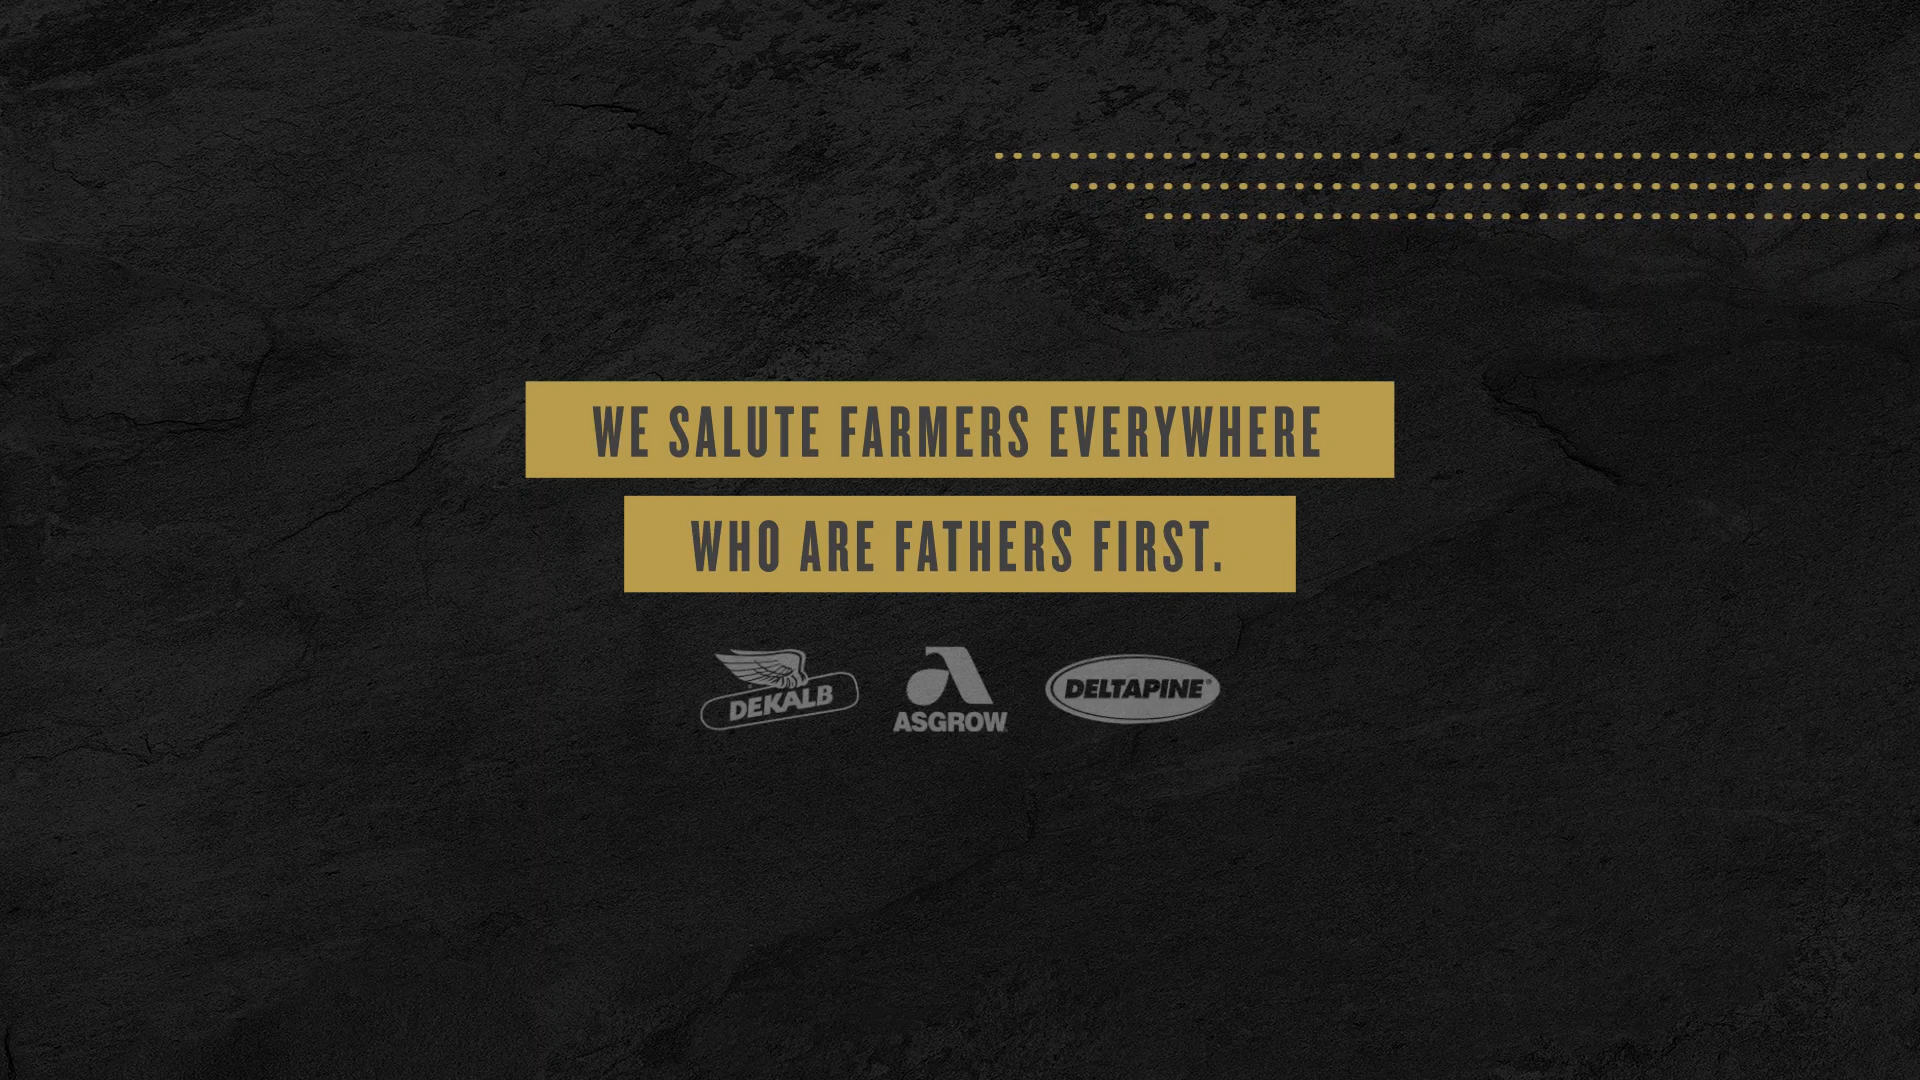 WE SALUTE FARMERS EVERYWHERE
WHO ARE FATHERS FIRST.
DEKALB ASGROW DELTAPINE®